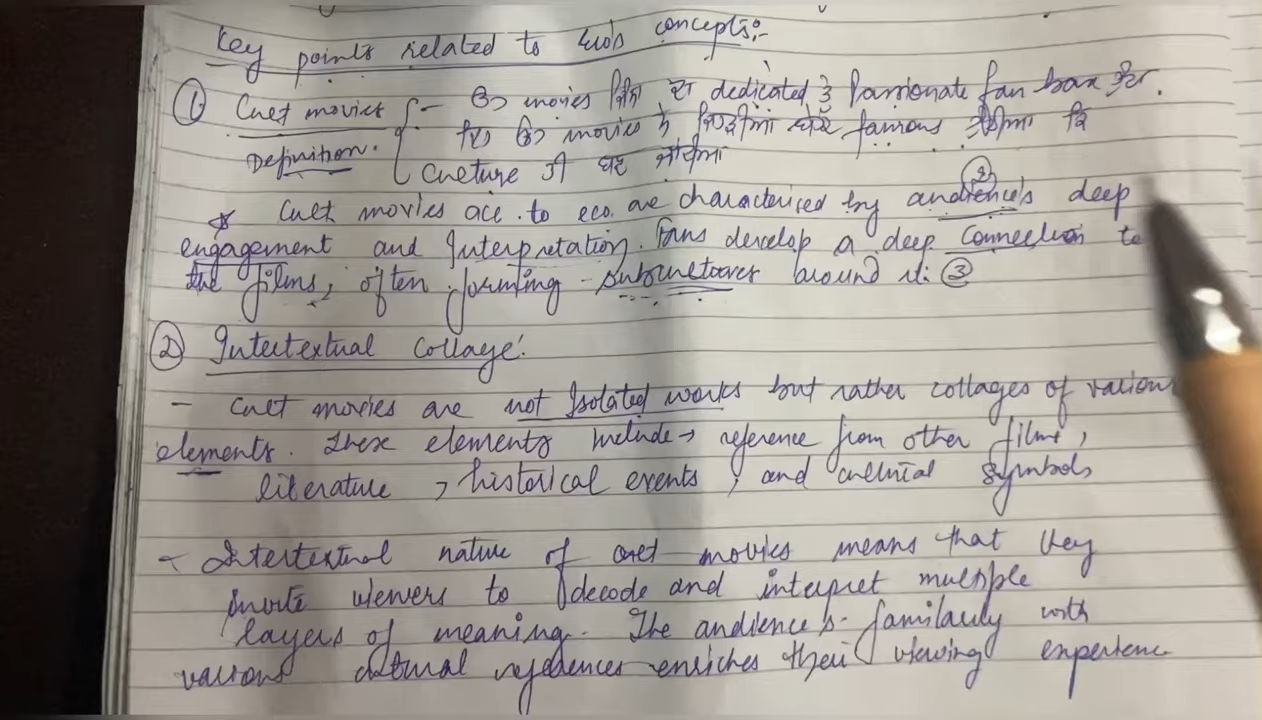 Key points related to Eco's concepts:-
① Cult movies { - ਓਹ movies ਜਿਸ ਦਾ dedicated ਤੇ Passionate fan base ਹੋਵੇ.
Definition. ਓਹ movies ਨੇ famous ਕਿ
Culture ਹੀ ਬਣ
* Cult movies acc. to eco. are characterised by audience's ② deep
engagement and Interpretation. Fans develop a deep Connection to
the films, often forming subcultures around it. ③
② Intertextual Collage:
- Cult movies are not Isolated works but rather collages of various
elements. These elements include → reference from other films,
literature, historical events, and cultural symbols
- Intertextual nature of cult movies means that they
invite viewers to decode and interpret multiple
layers of meaning. The audience's familiarity with
various cultural references enriches their viewing experience